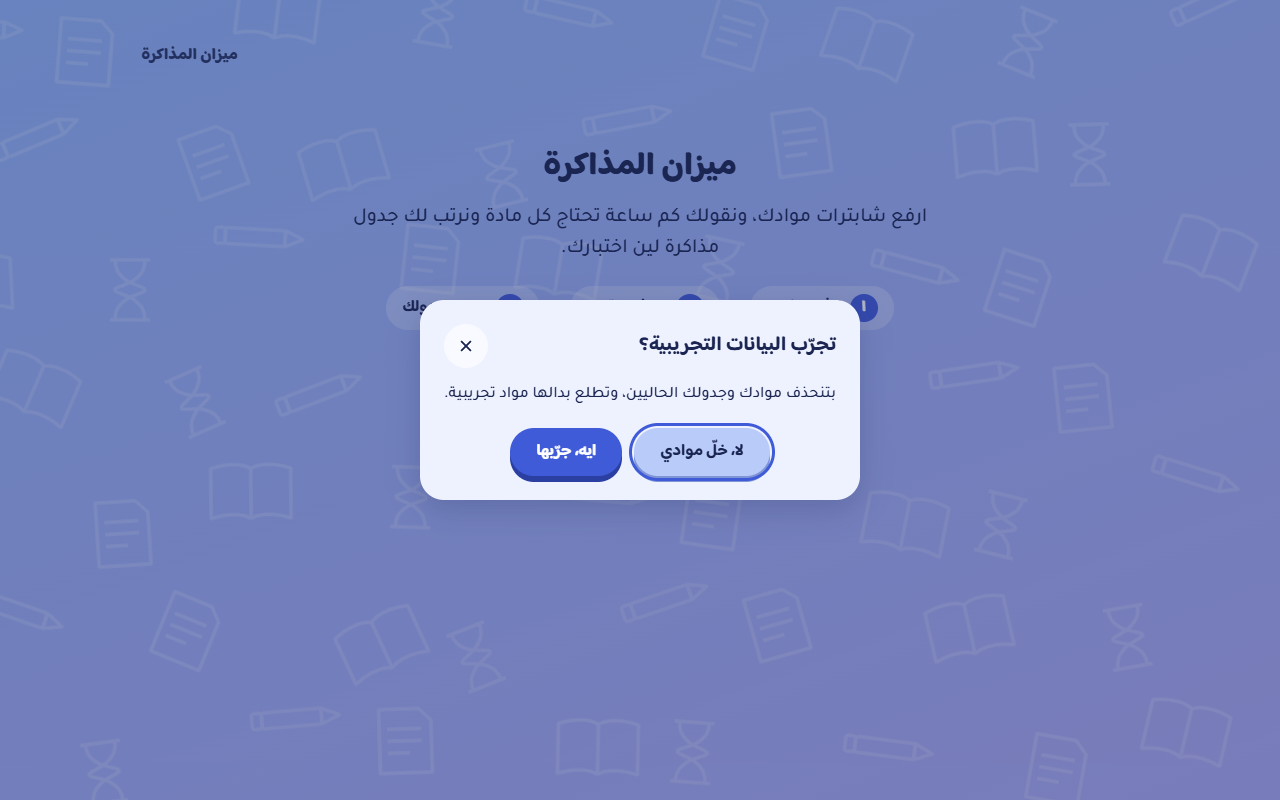 ميزان المذاكرة
ميزان المذاكرة
ارفع شابترات موادك، ونقولك كم ساعة تحتاج كل مادة ونرتب لك جدول
مذاكرة لين اختبارك.
١
تجرّب البيانات التجريبية؟
بتنحذف موادك وجدولك الحاليين، وتطلع بدالها مواد تجريبية.
لا، خلّ موادي
ايه، جرّبها